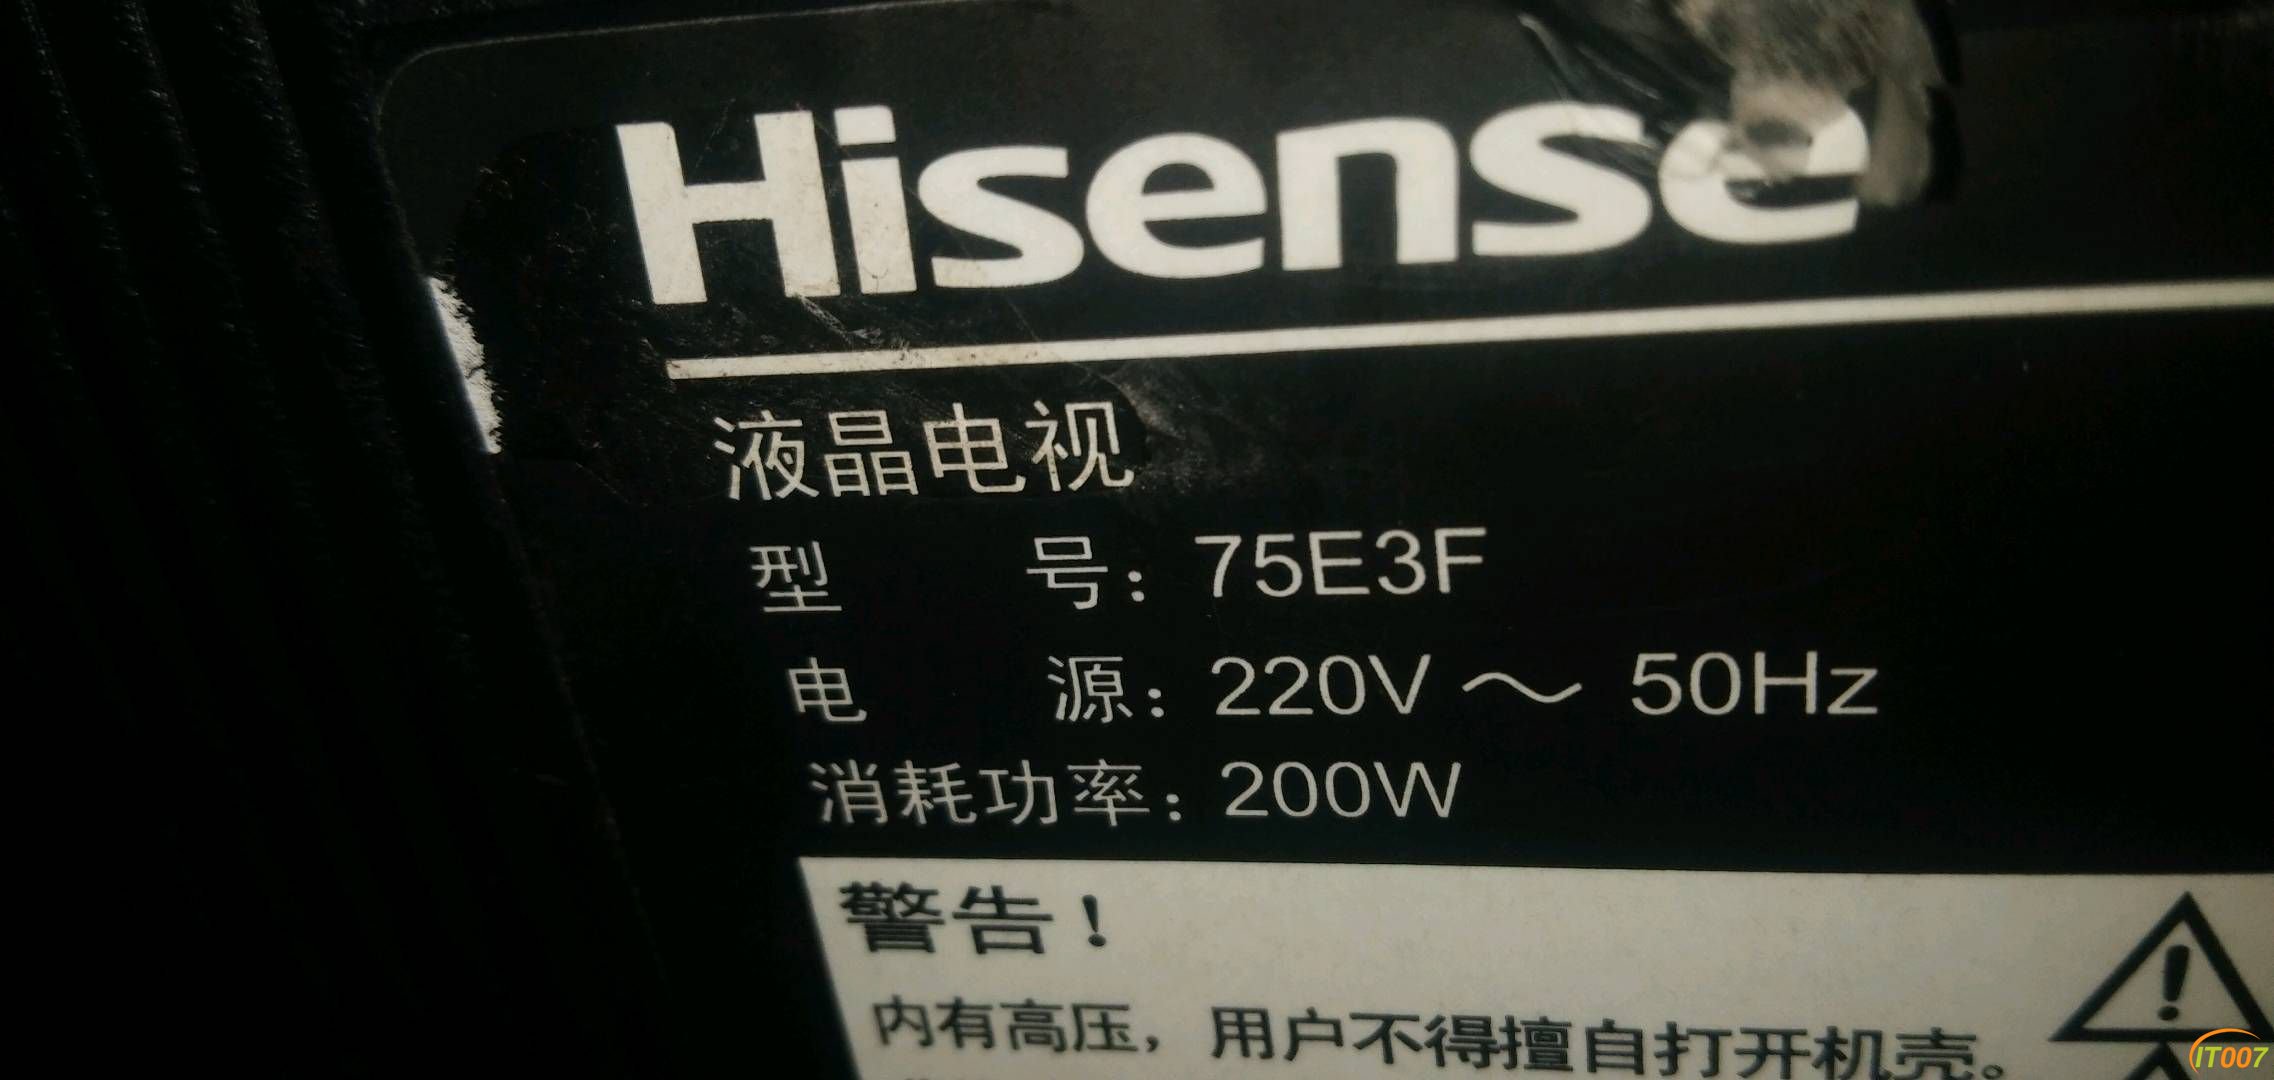 Hisense
液晶电视
型 号：75E3F
电 源：220V～ 50Hz
消耗功率：200W
警告！
内有高压，用户不得擅自打开机壳。
IT007